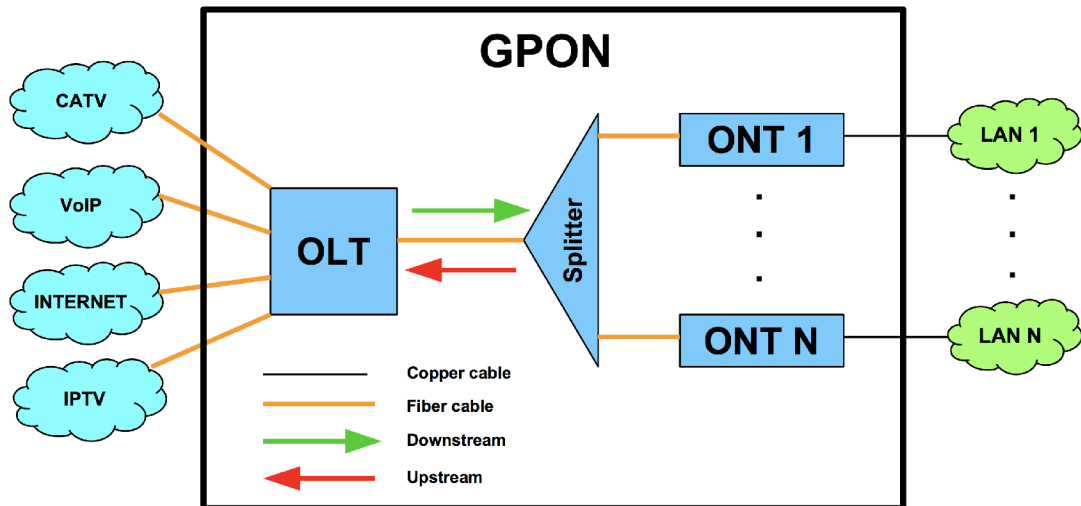 GPON
CATV
VoIP
INTERNET
IPTV
OLT
Splitter
ONT 1
ONT N
LAN 1
LAN N
Copper cable
Fiber cable
Downstream
Upstream